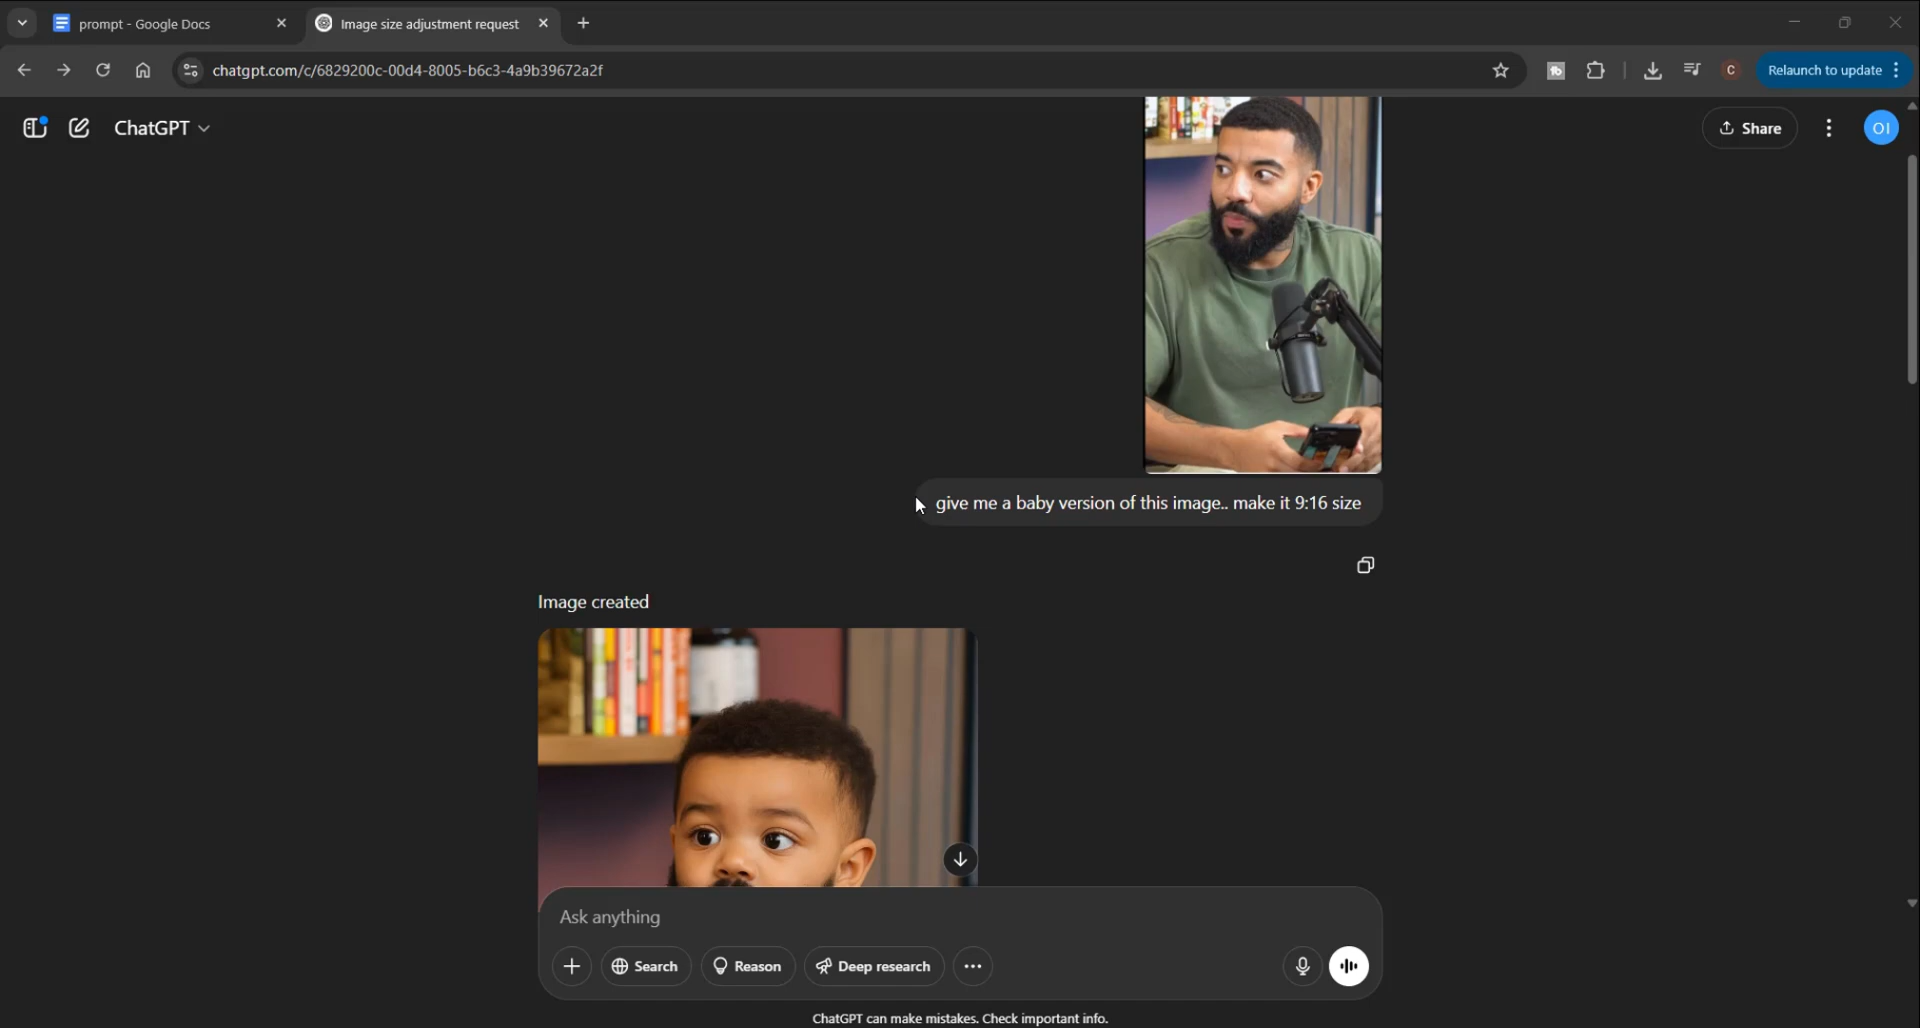 prompt - Google Docs
Image size adjustment request
chatgpt.com/c/6829200c-00d4-8005-b6c3-4a9b39672a2f
C
Relaunch to update
ChatGPT
Share
OI
give me a baby version of this image.. make it 9:16 size
Image created
Ask anything
Search
Reason
Deep research
ChatGPT can make mistakes. Check important info.